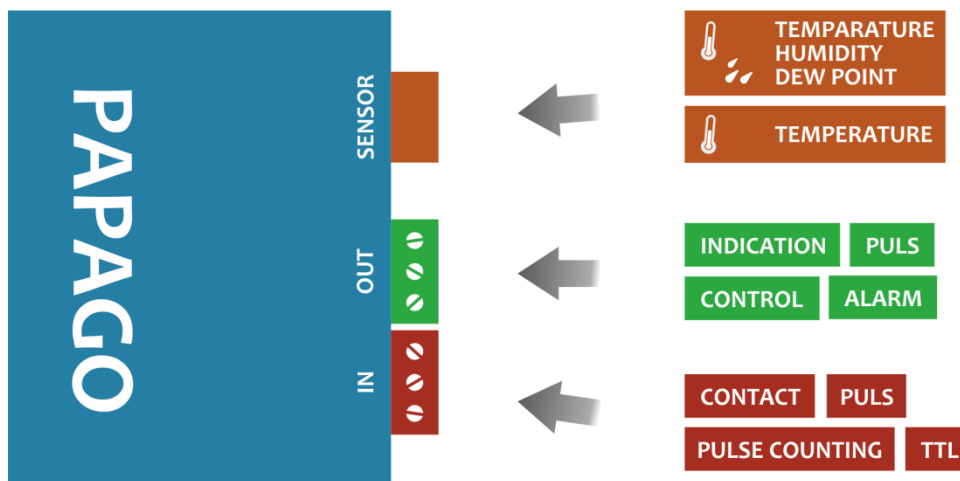 PAPAGO
SENSOR
OUT
IN
TEMPARATURE
HUMIDITY
DEW POINT
TEMPERATURE
INDICATION PULS
CONTROL ALARM
CONTACT PULS
PULSE COUNTING TTL